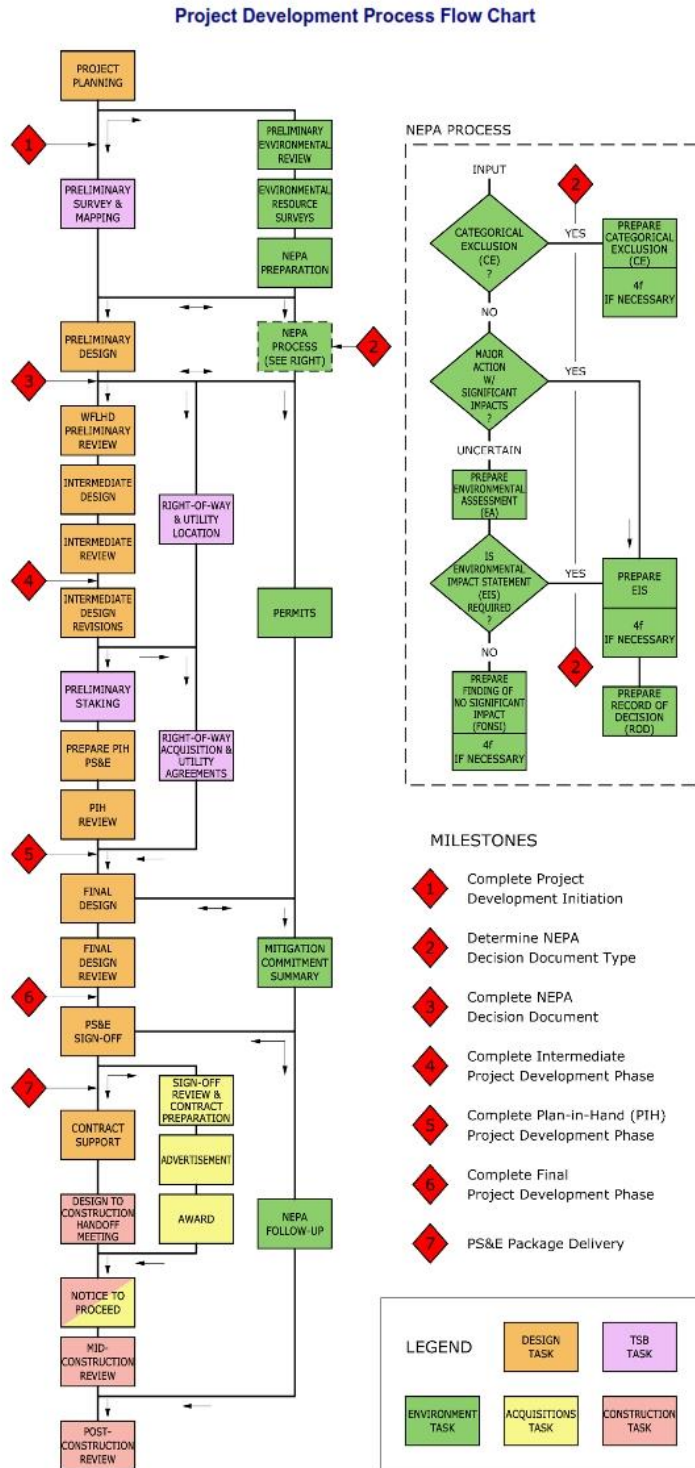 Project Development Process Flow Chart
PROJECT
PLANNING
1
PRELIMINARY
ENVIRONMENTAL
REVIEW
PRELIMINARY
SURVEY &
MAPPING
ENVIRONMENTAL
RESOURCE
SURVEYS
NEPA
PREPARATION
PRELIMINARY
DESIGN
NEPA
PROCESS
(SEE RIGHT)
2
3
WFLHD
PRELIMINARY
REVIEW
INTERMEDIATE
DESIGN
RIGHT-OF-WAY
& UTILITY
LOCATION
INTERMEDIATE
REVIEW
4
INTERMEDIATE
DESIGN
REVISIONS
PERMITS
PRELIMINARY
STAKING
PREPARE PIH
PS&E
RIGHT-OF-WAY
ACQUISITION &
UTILITY
AGREEMENTS
PIH
REVIEW
5
FINAL
DESIGN
FINAL
DESIGN
REVIEW
MITIGATION
COMMITMENT
SUMMARY
6
PS&E
SIGN-OFF
7
SIGN-OFF
REVIEW &
CONTRACT
PREPARATION
CONTRACT
SUPPORT
ADVERTISEMENT
DESIGN TO
CONSTRUCTION
HANDOFF
MEETING
AWARD
NEPA
FOLLOW-UP
NOTICE TO
PROCEED
MID-
CONSTRUCTION
REVIEW
POST-
CONSTRUCTION
REVIEW
NEPA PROCESS
INPUT
2
CATEGORICAL
EXCLUSION
(CE)
?
YES
PREPARE
CATEGORICAL
EXCLUSION
(CE)
4f
IF NECESSARY
NO
MAJOR
ACTION
W/
SIGNIFICANT
IMPACTS
?
YES
UNCERTAIN
PREPARE
ENVIRONMENTAL
ASSESSMENT
(EA)
IS
ENVIRONMENTAL
IMPACT STATEMENT
(EIS)
REQUIRED
?
YES
PREPARE
EIS
4f
IF NECESSARY
NO
2
PREPARE
FINDING OF
NO SIGNIFICANT
IMPACT
(FONSI)
4f
IF NECESSARY
PREPARE
RECORD OF
DECISION
(ROD)
MILESTONES
1 Complete Project
Development Initiation
2 Determine NEPA
Decision Document Type
3 Complete NEPA
Decision Document
4 Complete Intermediate
Project Development Phase
5 Complete Plan-in-Hand (PIH)
Project Development Phase
6 Complete Final
Project Development Phase
7 PS&E Package Delivery
LEGEND
DESIGN
TASK
TSB
TASK
ENVIRONMENT
TASK
ACQUISITIONS
TASK
CONSTRUCTION
TASK